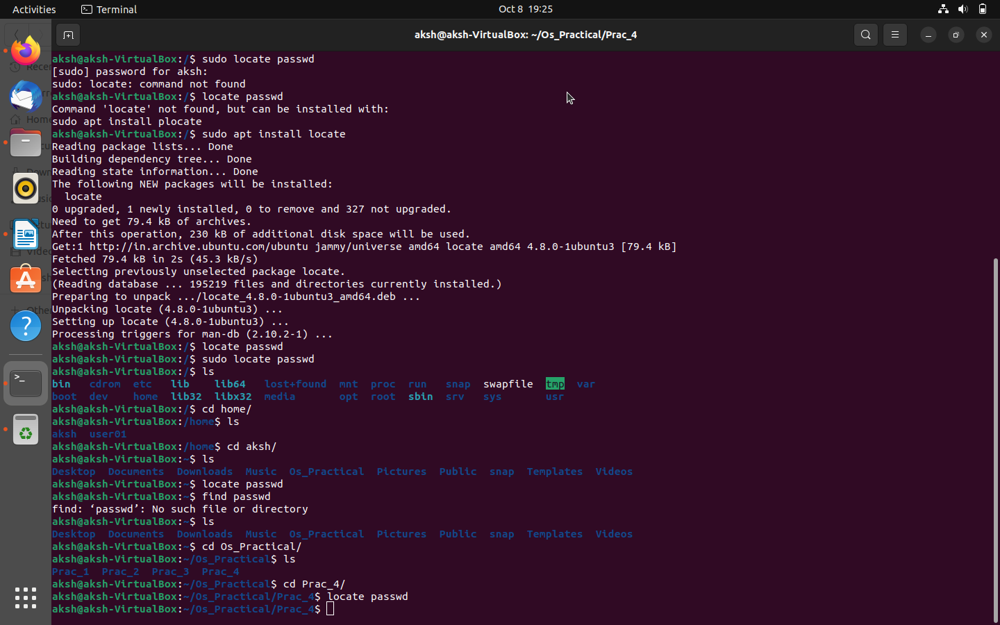 Activities Terminal Oct 8 19:25
aksh@aksh-VirtualBox: ~/Os_Practical/Prac_4
aksh@aksh-VirtualBox:/$ sudo locate passwd
[sudo] password for aksh:
sudo: locate: command not found
aksh@aksh-VirtualBox:/$ locate passwd
Command 'locate' not found, but can be installed with:
sudo apt install plocate
aksh@aksh-VirtualBox:/$ sudo apt install locate
Reading package lists... Done
Building dependency tree... Done
Reading state information... Done
The following NEW packages will be installed:
  locate
0 upgraded, 1 newly installed, 0 to remove and 327 not upgraded.
Need to get 79.4 kB of archives.
After this operation, 230 kB of additional disk space will be used.
Get:1 http://in.archive.ubuntu.com/ubuntu jammy/universe amd64 locate amd64 4.8.0-1ubuntu3 [79.4 kB]
Fetched 79.4 kB in 2s (45.3 kB/s)
Selecting previously unselected package locate.
(Reading database ... 195219 files and directories currently installed.)
Preparing to unpack .../locate_4.8.0-1ubuntu3_amd64.deb ...
Unpacking locate (4.8.0-1ubuntu3) ...
Setting up locate (4.8.0-1ubuntu3) ...
Processing triggers for man-db (2.10.2-1) ...
aksh@aksh-VirtualBox:/$ locate passwd
aksh@aksh-VirtualBox:/$ sudo locate passwd
aksh@aksh-VirtualBox:/$ ls
bin   cdrom  etc   lib    lib64   lost+found  mnt  proc  run   snap  swapfile  tmp  var
boot  dev    home  lib32  libx32  media       opt  root  sbin  srv   sys       usr
aksh@aksh-VirtualBox:/$ cd home/
aksh@aksh-VirtualBox:/home$ ls
aksh  user01
aksh@aksh-VirtualBox:/home$ cd aksh/
aksh@aksh-VirtualBox:~$ ls
Desktop  Documents  Downloads  Music  Os_Practical  Pictures  Public  snap  Templates  Videos
aksh@aksh-VirtualBox:~$ locate passwd
aksh@aksh-VirtualBox:~$ find passwd
find: ‘passwd’: No such file or directory
aksh@aksh-VirtualBox:~$ ls
Desktop  Documents  Downloads  Music  Os_Practical  Pictures  Public  snap  Templates  Videos
aksh@aksh-VirtualBox:~$ cd Os_Practical/
aksh@aksh-VirtualBox:~/Os_Practical$ ls
Prac_1  Prac_2  Prac_3  Prac_4
aksh@aksh-VirtualBox:~/Os_Practical$ cd Prac_4/
aksh@aksh-VirtualBox:~/Os_Practical/Prac_4$ locate passwd
aksh@aksh-VirtualBox:~/Os_Practical/Prac_4$